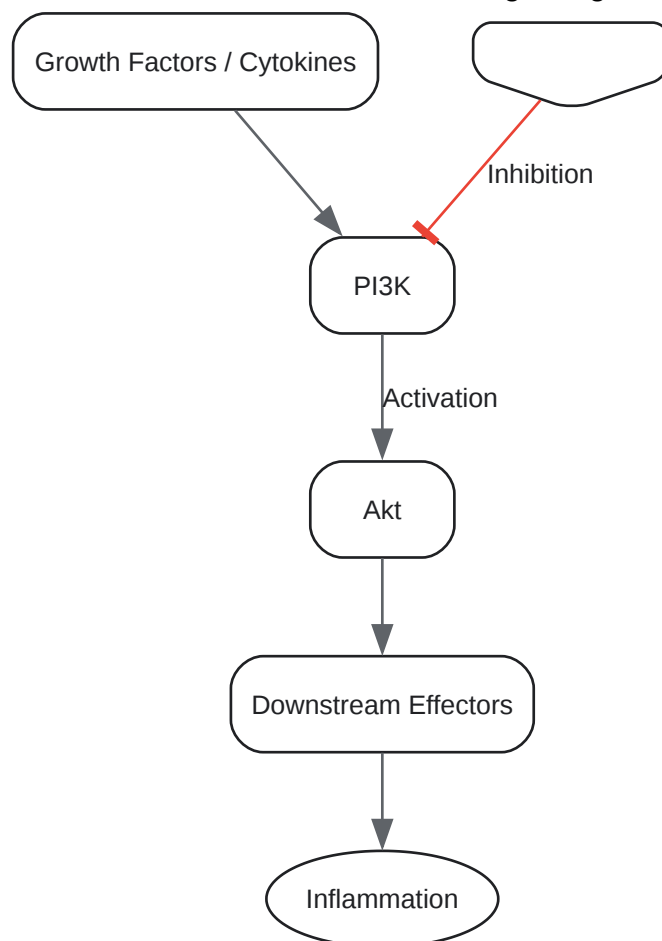 Growth Factors / Cytokines
Inhibition
PI3K
Activation
Akt
Downstream Effectors
Inflammation